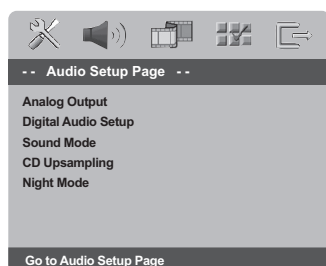 -- Audio Setup Page --
Analog Output
Digital Audio Setup
Sound Mode
CD Upsampling
Night Mode
Go to Audio Setup Page